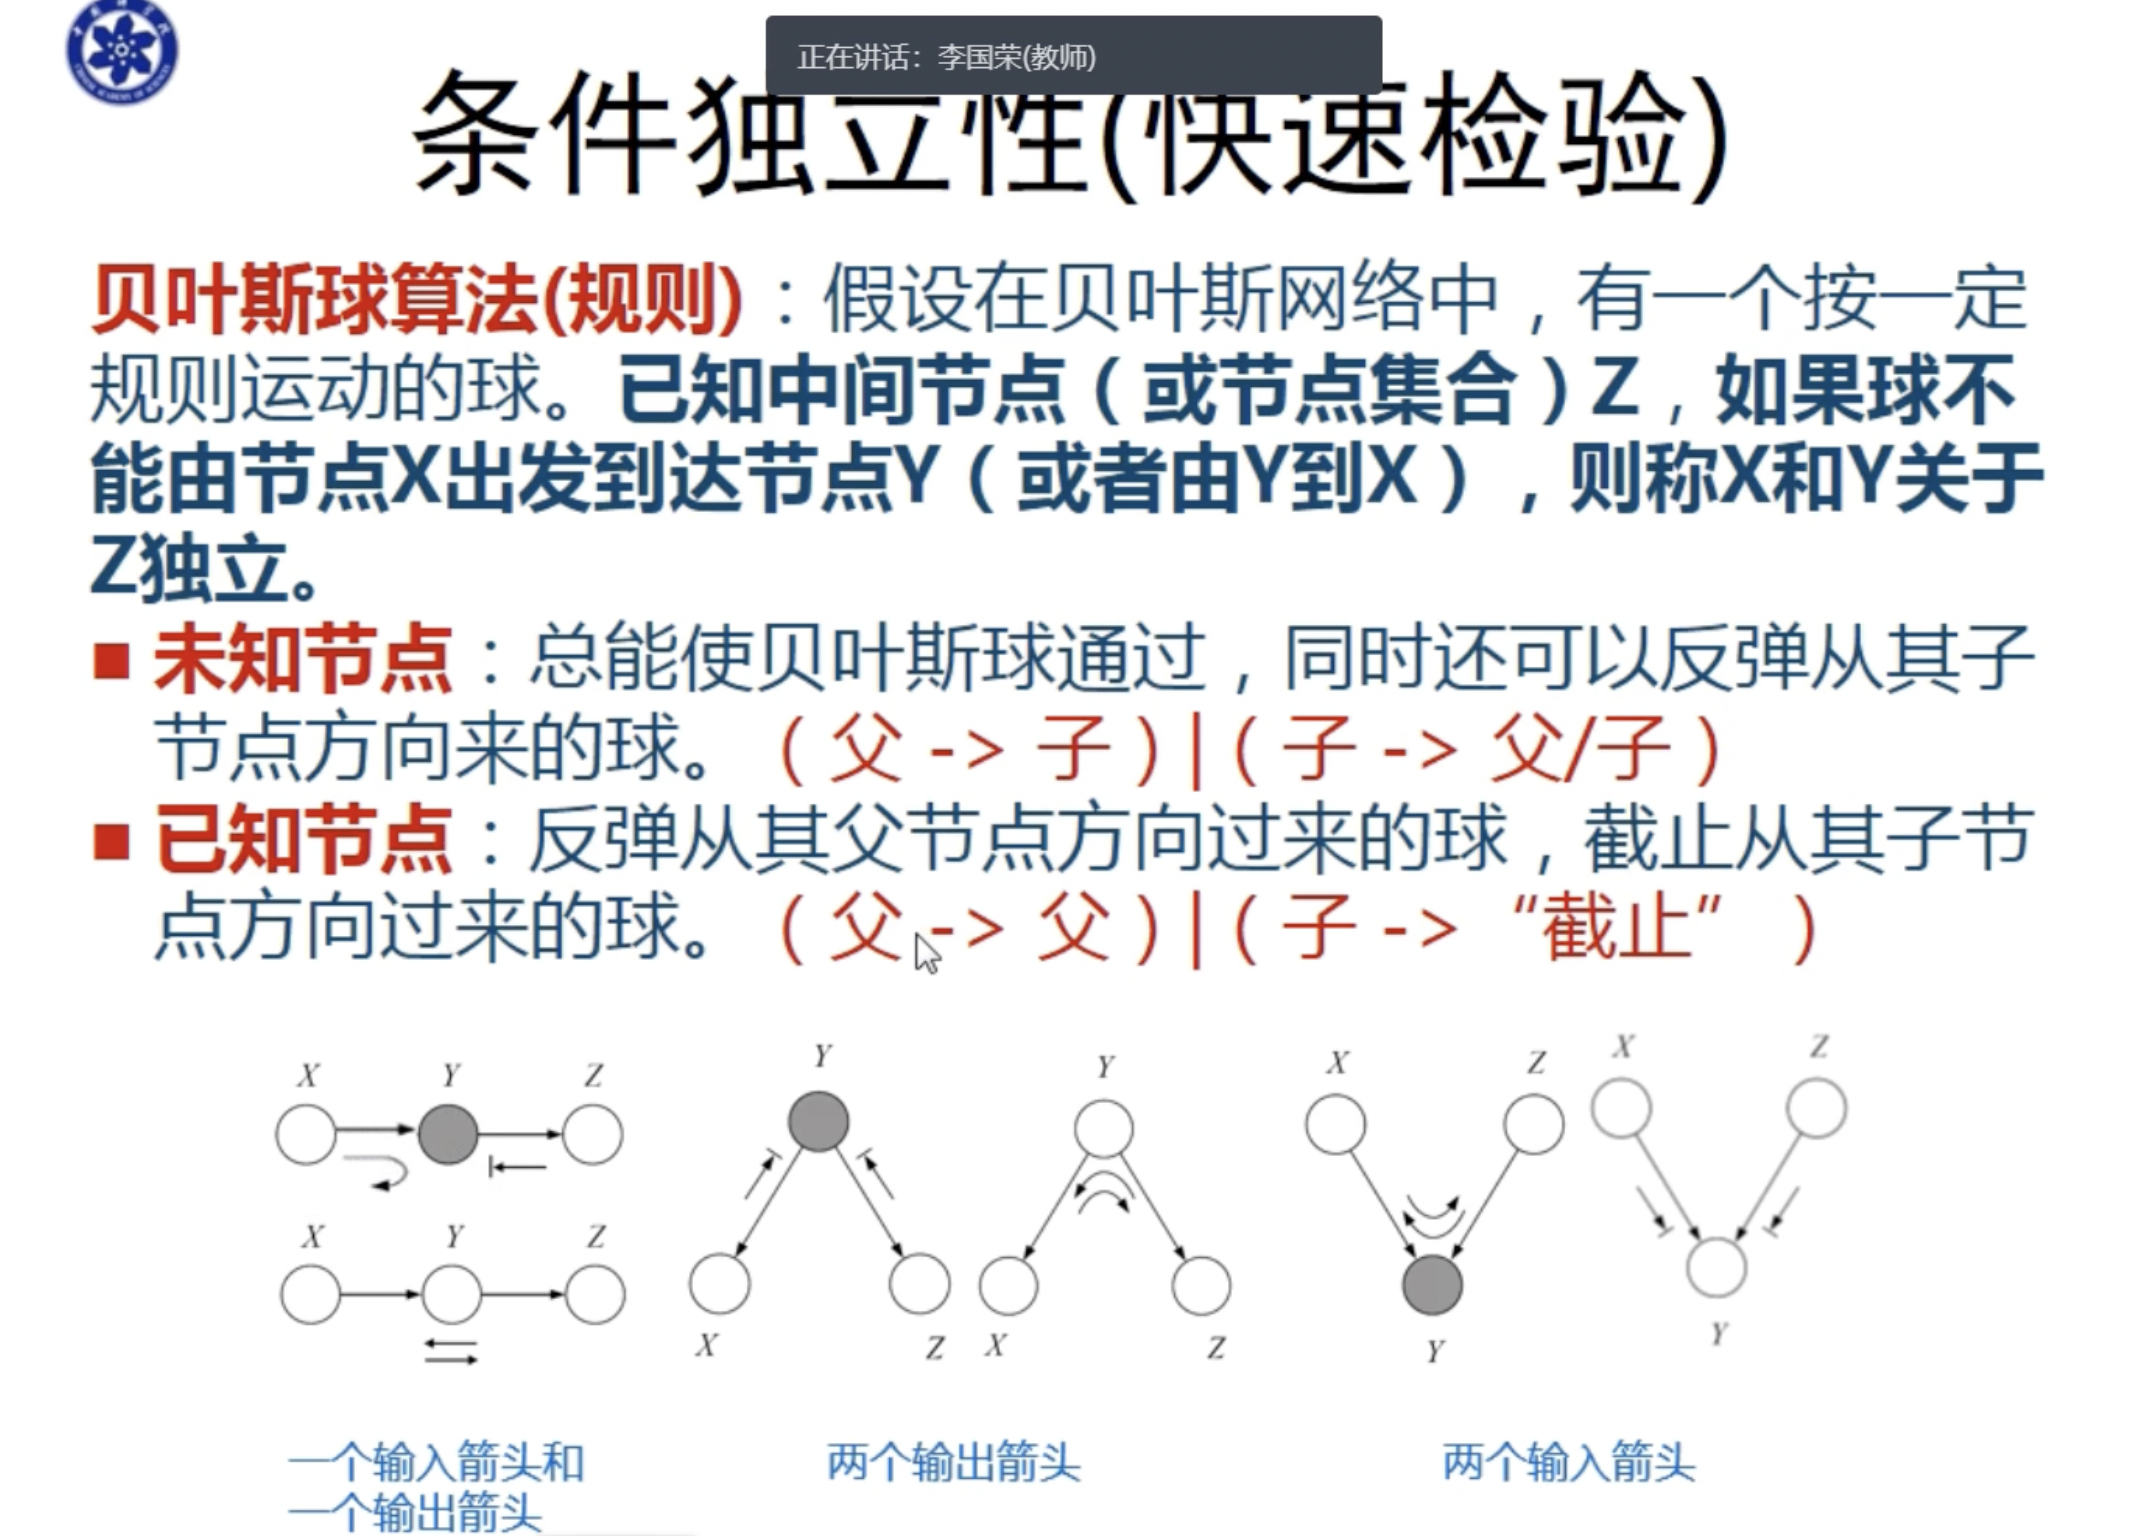 正在讲话：李国荣(教师)
条件独立性(快速检验)
贝叶斯球算法(规则)：假设在贝叶斯网络中，有一个按一定
规则运动的球。已知中间节点（或节点集合）Z，如果球不
能由节点X出发到达节点Y（或者由Y到X），则称X和Y关于
Z独立。
■ 未知节点：总能使贝叶斯球通过，同时还可以反弹从其子
节点方向来的球。（父 -> 子）|（子 -> 父/子）
■ 已知节点：反弹从其父节点方向过来的球，截止从其子节
点方向过来的球。（父 -> 父）|（子 -> “截止”）
X Y Z
X Y Z
Y
X Z
Y
X Z
X Z
Y
X Z
Y
一个输入箭头和
一个输出箭头
两个输出箭头
两个输入箭头